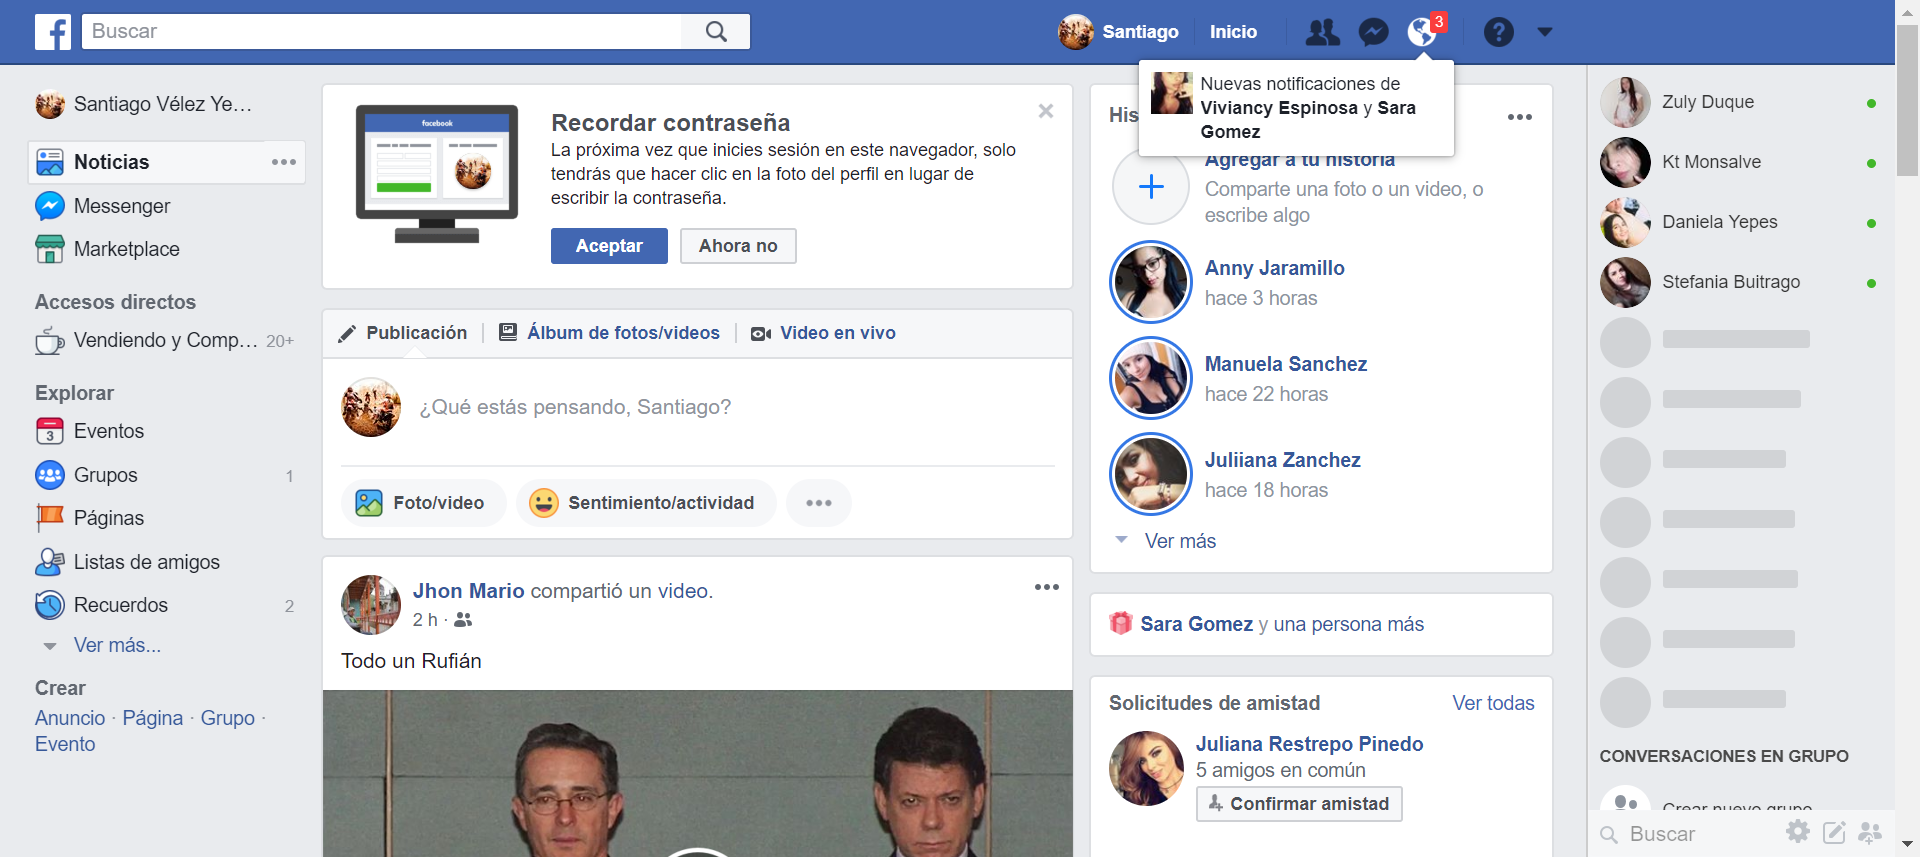 Buscar
Santiago
Inicio
3
Nuevas notificaciones de
Viviancy Espinosa y Sara
Gomez
Santiago Vélez Ye...
Noticias
Messenger
Marketplace
Accesos directos
Vendiendo y Comp... 20+
Explorar
3 Eventos
Grupos 1
Páginas
Listas de amigos
Recuerdos 2
Ver más...
Crear
Anuncio · Página · Grupo ·
Evento
facebook
Recordar contraseña
La próxima vez que inicies sesión en este navegador, solo
tendrás que hacer clic en la foto del perfil en lugar de
escribir la contraseña.
Aceptar
Ahora no
Publicación
Álbum de fotos/videos
Video en vivo
¿Qué estás pensando, Santiago?
Foto/video
Sentimiento/actividad
Jhon Mario compartió un video.
2 h ·
Todo un Rufián
His
Agregar a tu historia
Comparte una foto o un video, o
escribe algo
Anny Jaramillo
hace 3 horas
Manuela Sanchez
hace 22 horas
Juliiana Zanchez
hace 18 horas
Ver más
Sara Gomez y una persona más
Solicitudes de amistad
Ver todas
Juliana Restrepo Pinedo
5 amigos en común
Confirmar amistad
Zuly Duque
Kt Monsalve
Daniela Yepes
Stefania Buitrago
CONVERSACIONES EN GRUPO
Crear nuevo grupo
Buscar